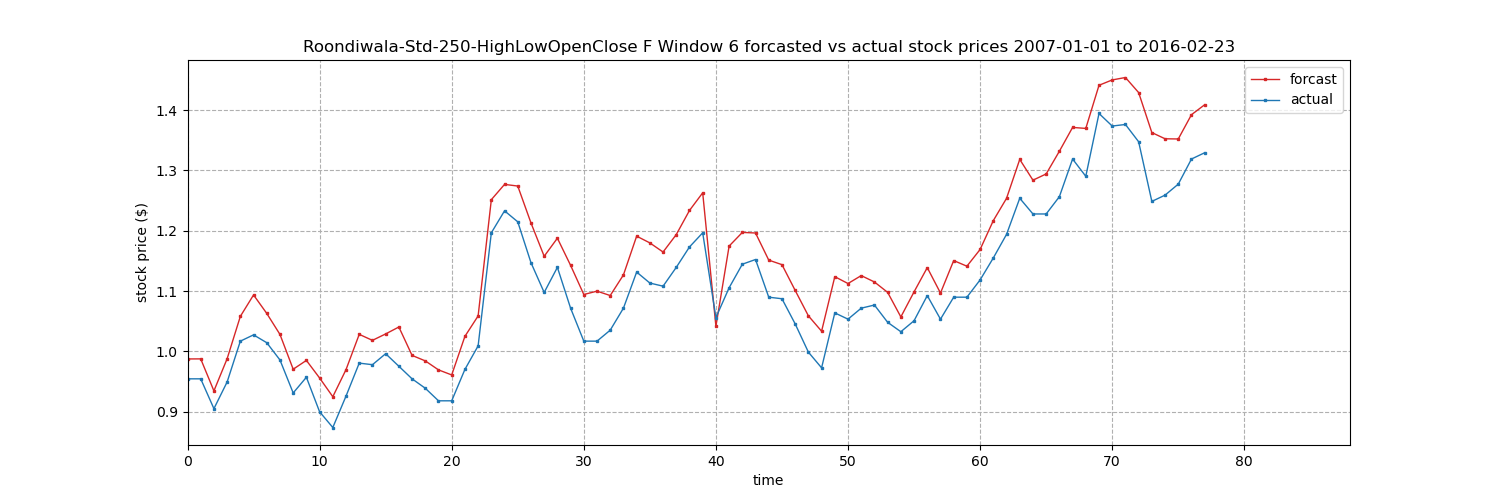 Roondiwala-Std-250-HighLowOpenClose F Window 6 forcasted vs actual stock prices 2007-01-01 to 2016-02-23
forcast
actual
1.4
1.3
1.2
1.1
1.0
0.9
stock price ($)
0 10 20 30 40 50 60 70 80
time